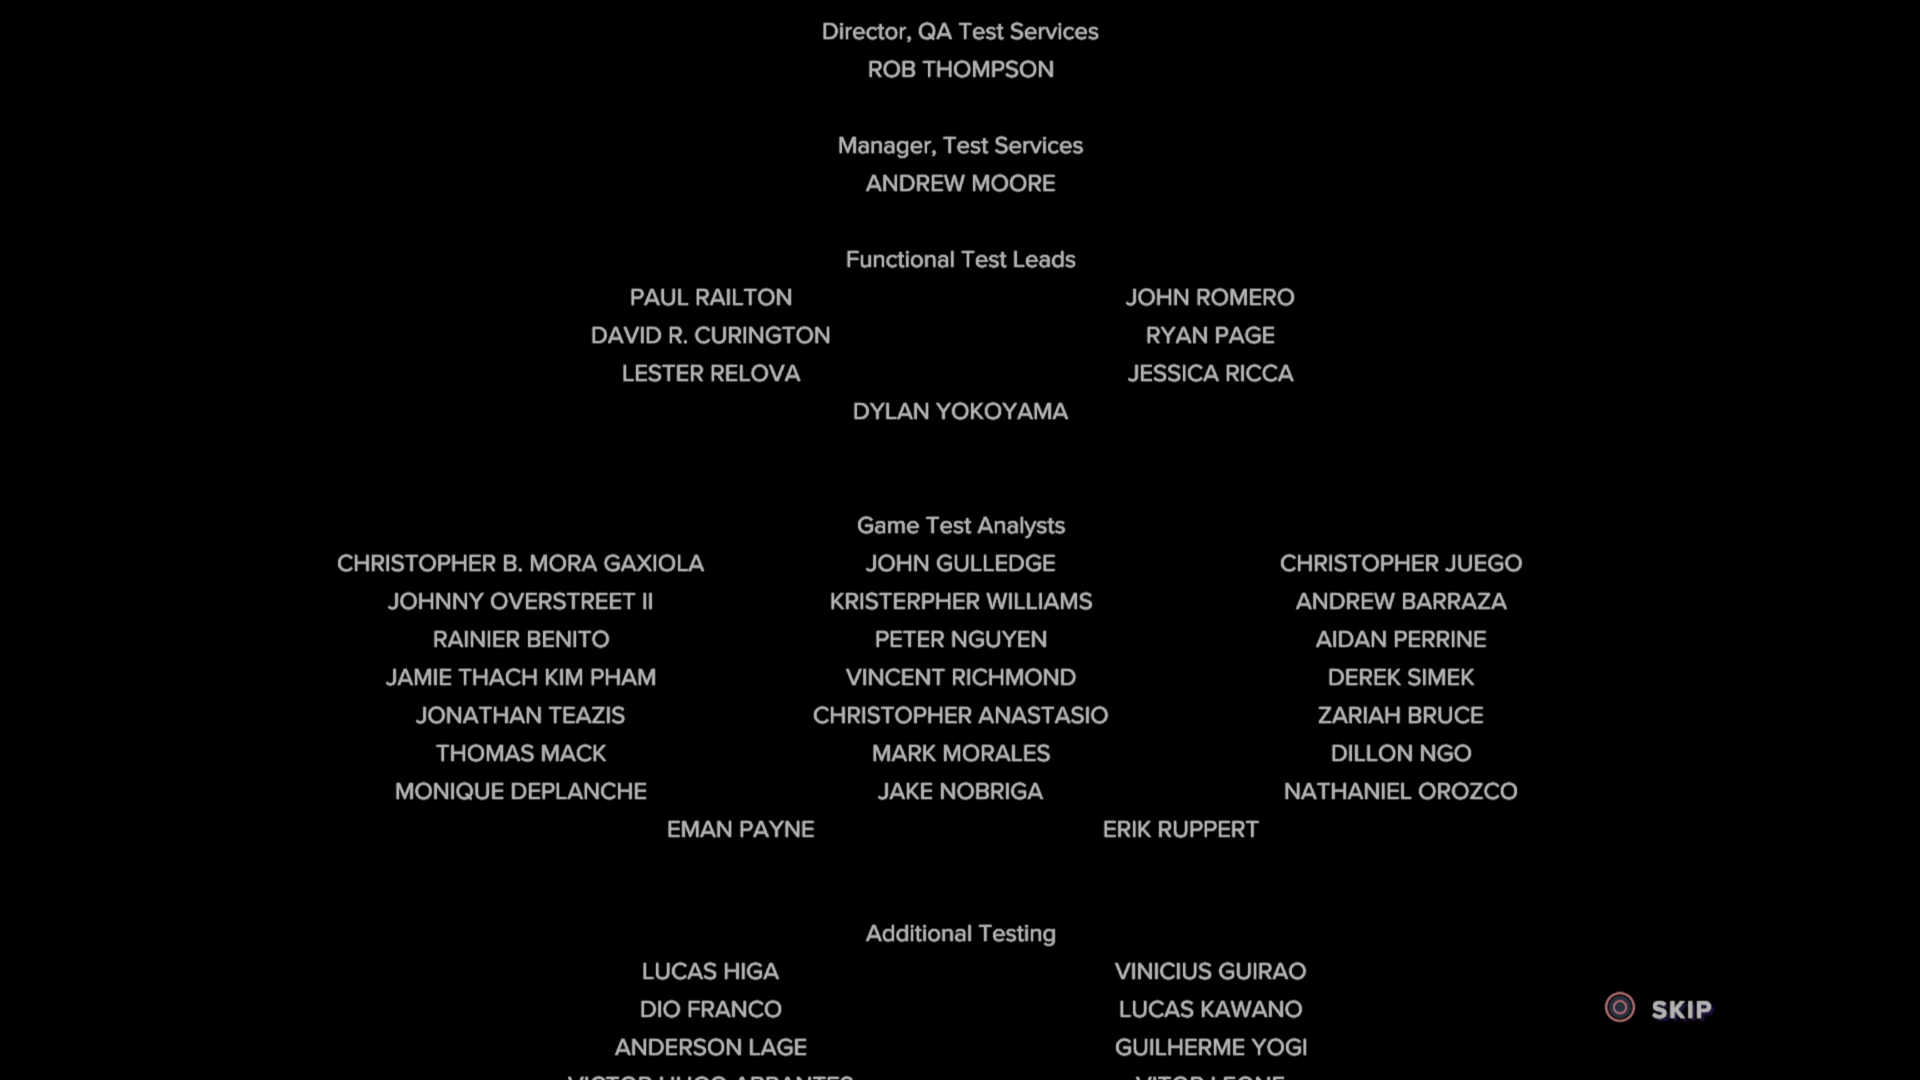 Director, QA Test Services
ROB THOMPSON
Manager, Test Services
ANDREW MOORE
Functional Test Leads
PAUL RAILTON JOHN ROMERO
DAVID R. CURINGTON RYAN PAGE
LESTER RELOVA JESSICA RICCA
DYLAN YOKOYAMA
Game Test Analysts
CHRISTOPHER B. MORA GAXIOLA JOHN GULLEDGE CHRISTOPHER JUEGO
JOHNNY OVERSTREET II KRISTERPHER WILLIAMS ANDREW BARRAZA
RAINIER BENITO PETER NGUYEN AIDAN PERRINE
JAMIE THACH KIM PHAM VINCENT RICHMOND DEREK SIMEK
JONATHAN TEAZIS CHRISTOPHER ANASTASIO ZARIAH BRUCE
THOMAS MACK MARK MORALES DILLON NGO
MONIQUE DEPLANCHE JAKE NOBRIGA NATHANIEL OROZCO
EMAN PAYNE ERIK RUPPERT
Additional Testing
LUCAS HIGA VINICIUS GUIRAO
DIO FRANCO LUCAS KAWANO
SKIP
ANDERSON LAGE GUILHERME YOGI
VICTOR HUGO ABRANTES VITOR LEONE